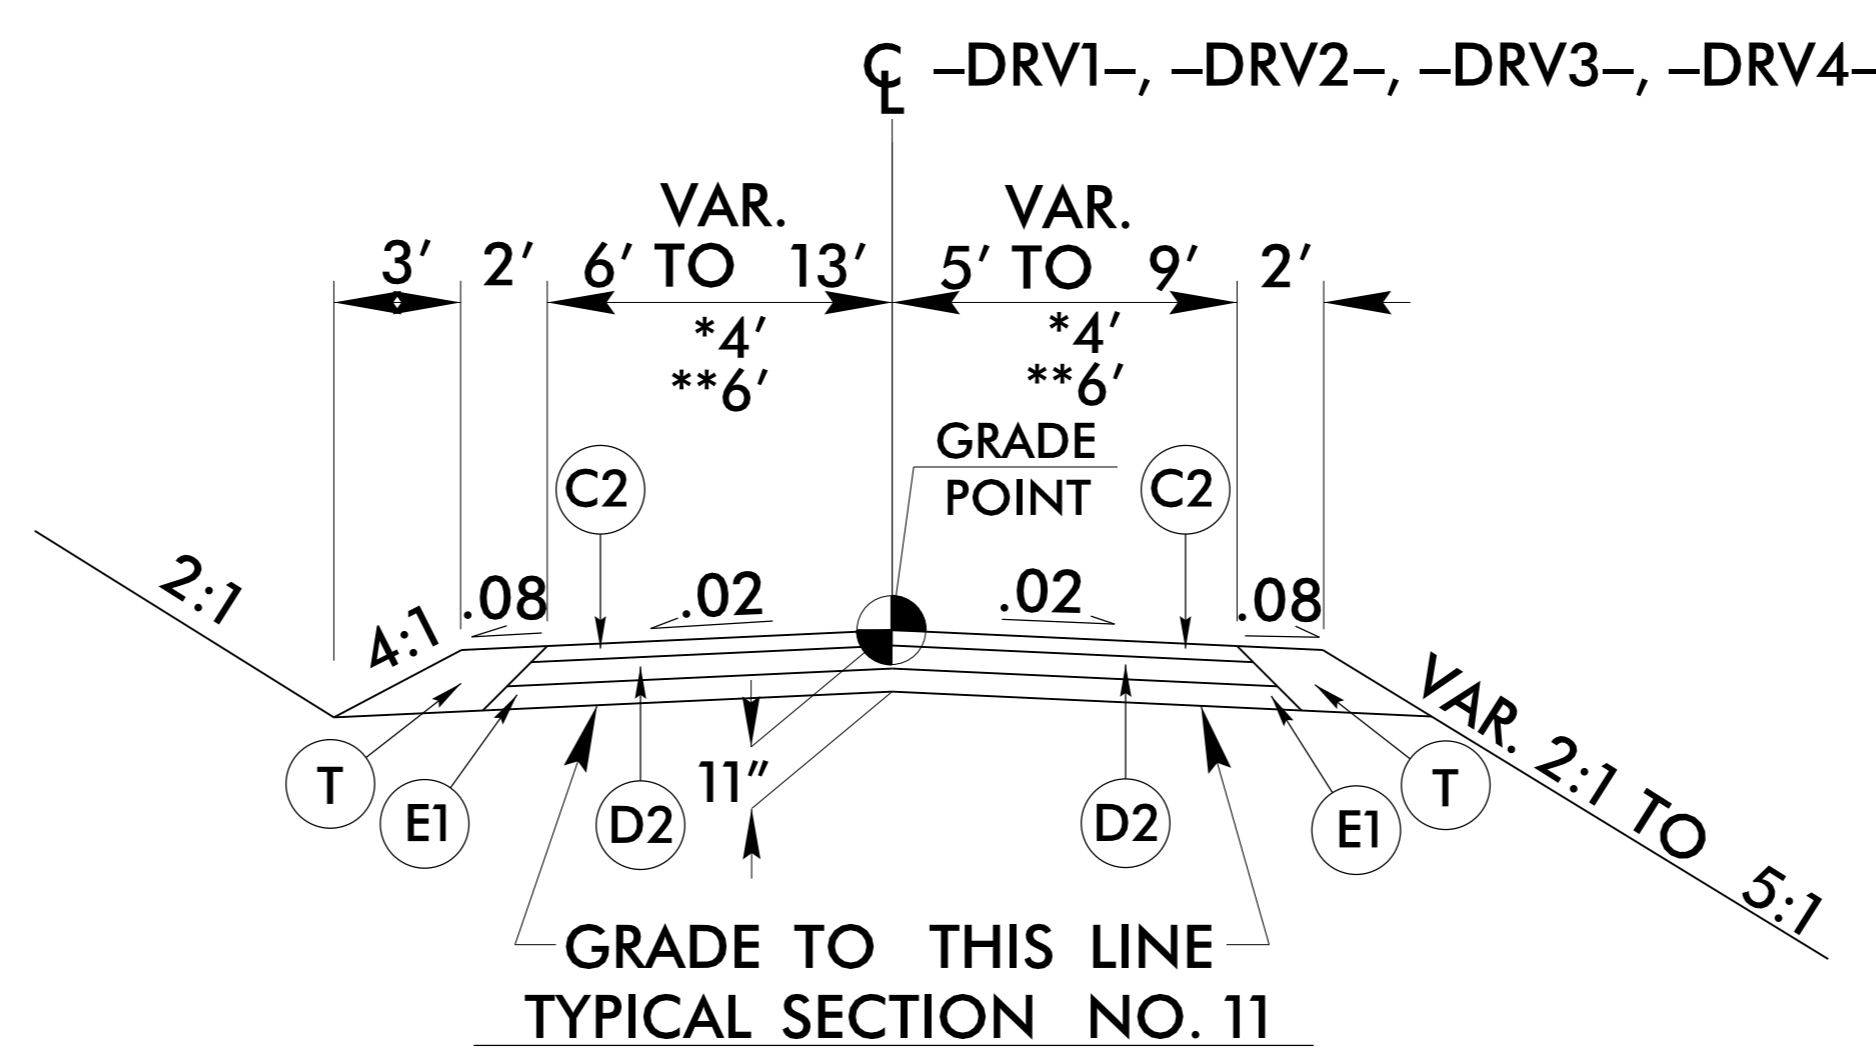 ℄ –DRV1–, –DRV2–, –DRV3–, –DRV4–
VAR. VAR.
3' 2' 6' TO 13' 5' TO 9' 2'
*4' *4'
**6' **6'
GRADE
POINT
C2 C2
2:1 4:1 .08 .02 .02 .08
VAR. 2:1 TO 5:1
T E1 D2 11" D2 E1 T
GRADE TO THIS LINE
TYPICAL SECTION NO. 11